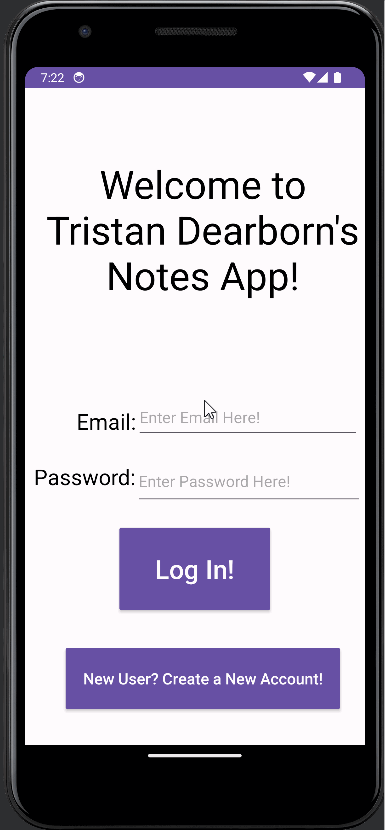 7:22
Welcome to
Tristan Dearborn's
Notes App!
Email: Enter Email Here!
Password: Enter Password Here!
Log In!
New User? Create a New Account!